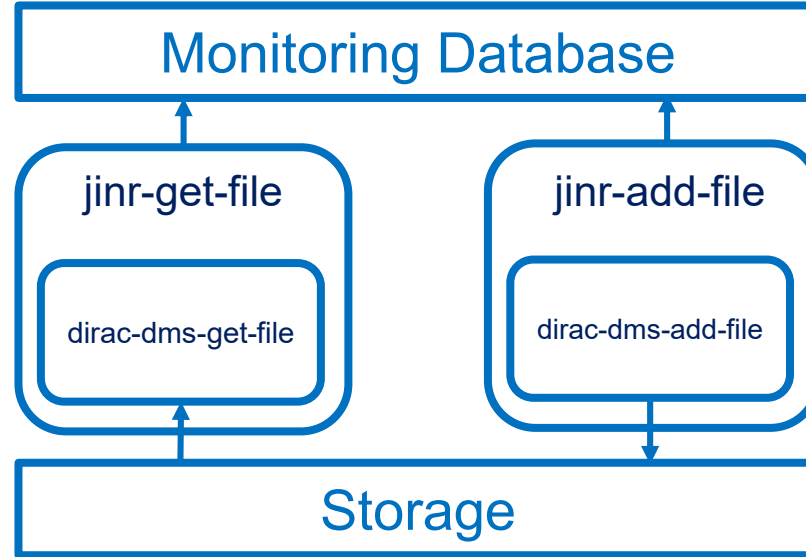 Monitoring Database
jinr-get-file
jinr-add-file
dirac-dms-get-file
dirac-dms-add-file
Storage